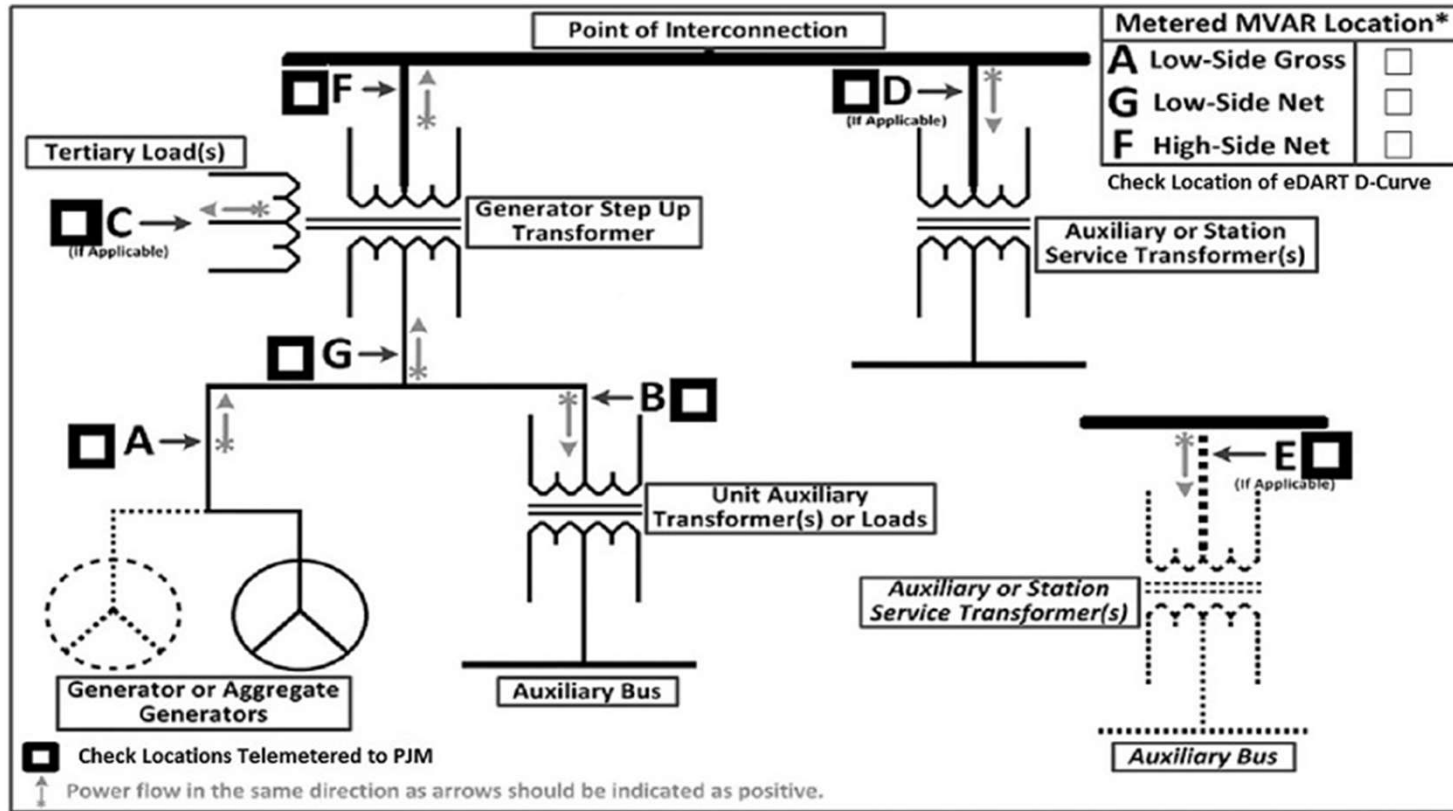 Point of Interconnection
Metered MVAR Location*
A Low-Side Gross
G Low-Side Net
F High-Side Net
Check Location of eDART D-Curve
F
D
(If Applicable)
Tertiary Load(s)
C
(if Applicable)
Generator Step Up
Transformer
Auxiliary or Station
Service Transformer(s)
G
B
A
E
(If Applicable)
Unit Auxiliary
Transformer(s) or Loads
Auxiliary or Station
Service Transformer(s)
Generator or Aggregate
Generators
Auxiliary Bus
Auxiliary Bus
Check Locations Telemetered to PJM
Power flow in the same direction as arrows should be indicated as positive.